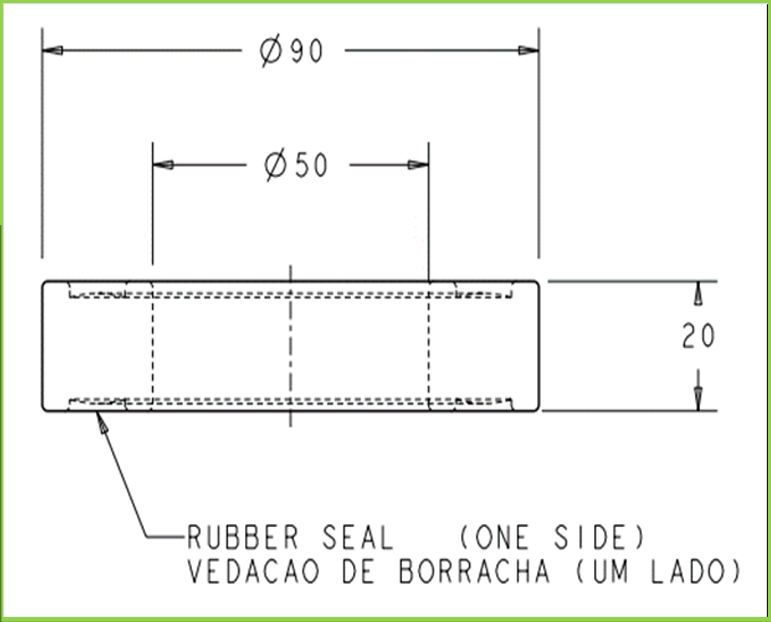 Ø90
Ø50
20
RUBBER SEAL (ONE SIDE)
VEDACAO DE BORRACHA (UM LADO)